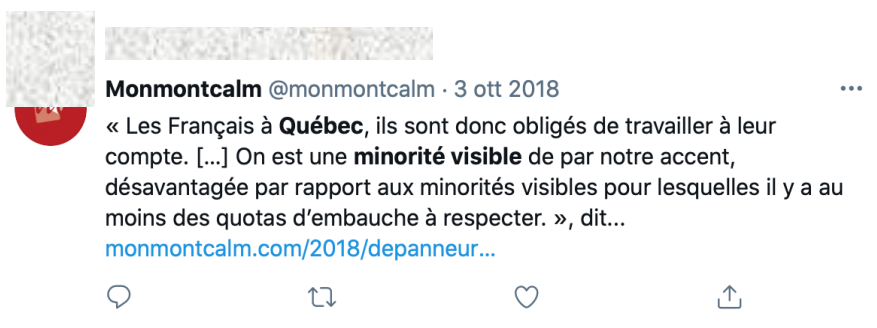 Monmontcalm @monmontcalm · 3 ott 2018
« Les Français à Québec, ils sont donc obligés de travailler à leur
compte. [...] On est une minorité visible de par notre accent,
désavantagée par rapport aux minorités visibles pour lesquelles il y a au
moins des quotas d’embauche à respecter. », dit...
monmontcalm.com/2018/depanneur...